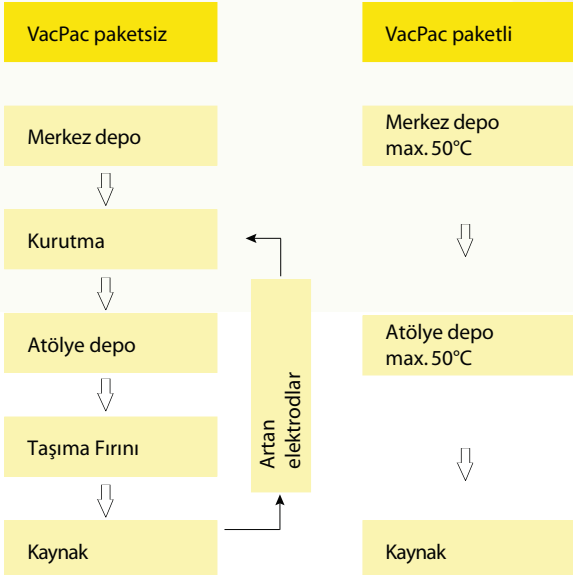 VacPac paketsiz
Merkez depo
Kurutma
Atölye depo
Taşıma Fırını
Kaynak
Artan
elektrodlar
VacPac paketli
Merkez depo
max. 50°C
Atölye depo
max. 50°C
Kaynak